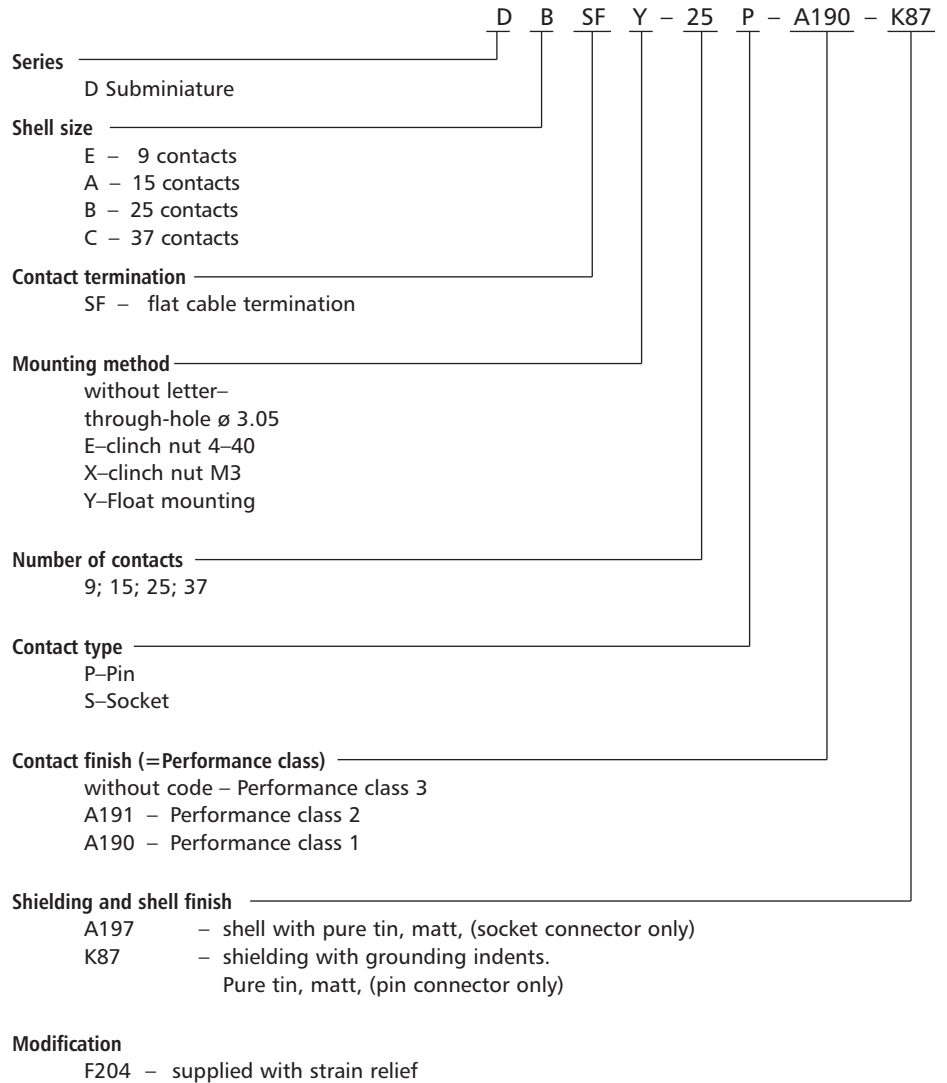 D B SF Y – 25 P – A190 – K87
Series
D Subminiature
Shell size
E – 9 contacts
A – 15 contacts
B – 25 contacts
C – 37 contacts
Contact termination
SF – flat cable termination
Mounting method
without letter–
through-hole ø 3.05
E–clinch nut 4–40
X–clinch nut M3
Y–Float mounting
Number of contacts
9; 15; 25; 37
Contact type
P–Pin
S–Socket
Contact finish (=Performance class)
without code – Performance class 3
A191 – Performance class 2
A190 – Performance class 1
Shielding and shell finish
A197 – shell with pure tin, matt, (socket connector only)
K87 – shielding with grounding indents.
Pure tin, matt, (pin connector only)
Modification
F204 – supplied with strain relief